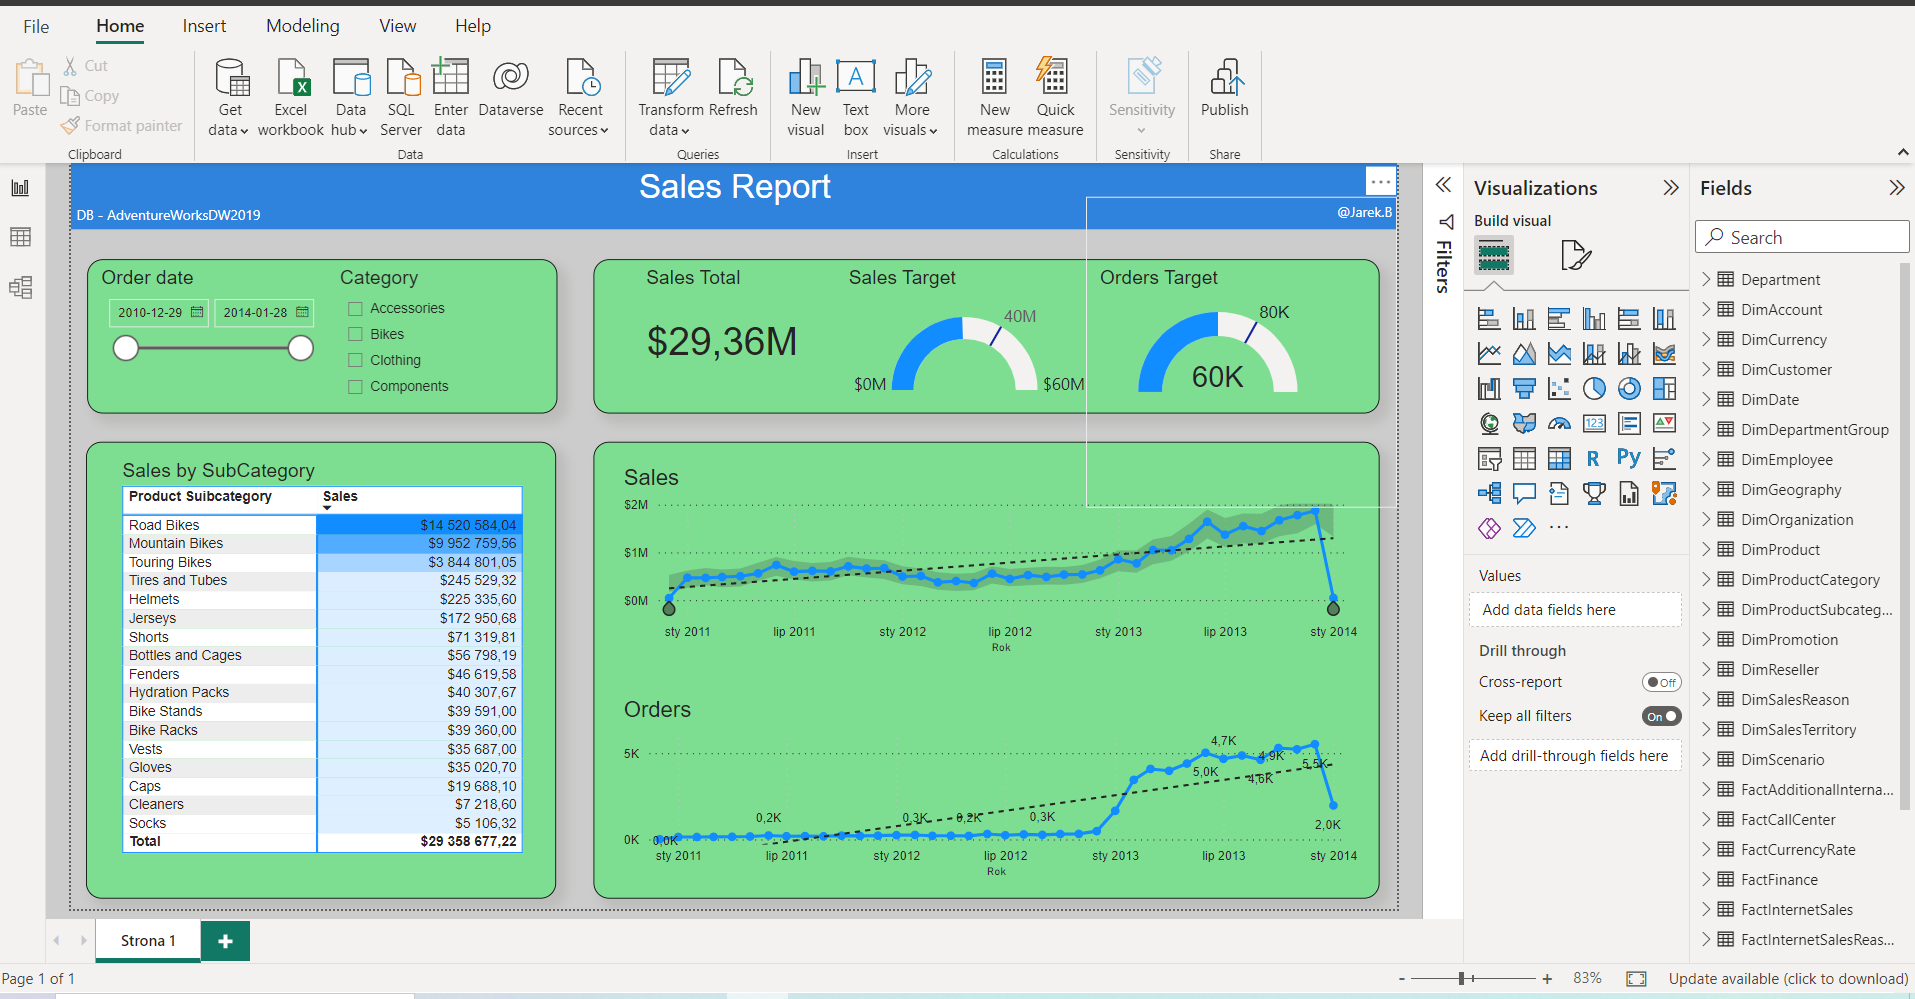 File Home Insert Modeling View Help
Paste
Cut
Copy
Format painter
Clipboard
Get data
Excel workbook
Data hub
SQL Server
Enter data
Dataverse
Recent sources
Data
Transform data
Refresh
Queries
New visual
Text box
More visuals
Insert
New measure
Quick measure
Calculations
Sensitivity
Sensitivity
Publish
Share
Sales Report
DB - AdventureWorksDW2019
@Jarek.B
Order date
2010-12-29 2014-01-28
Category
Accessories
Bikes
Clothing
Components
Sales Total
$29,36M
Sales Target
40M
$0M $60M
Orders Target
80K
60K
Sales by SubCategory
Product Suibcategory Sales
Road Bikes $14 520 584,04
Mountain Bikes $9 952 759,56
Touring Bikes $3 844 801,05
Tires and Tubes $245 529,32
Helmets $225 335,60
Jerseys $172 950,68
Shorts $71 319,81
Bottles and Cages $56 798,19
Fenders $46 619,58
Hydration Packs $40 307,67
Bike Stands $39 591,00
Bike Racks $39 360,00
Vests $35 687,00
Gloves $35 020,70
Caps $19 688,10
Cleaners $7 218,60
Socks $5 106,32
Total $29 358 677,22
Sales
$2M
$1M
$0M
sty 2011 lip 2011 sty 2012 lip 2012 sty 2013 lip 2013 sty 2014
Rok
Orders
4,7K
5K
4,9K
5,5K
5,0K
4,6K
0,2K 0,3K 0,2K 0,3K
2,0K
0K 0,0K
sty 2011 lip 2011 sty 2012 lip 2012 sty 2013 lip 2013 sty 2014
Rok
Filters
Visualizations
Build visual
123
R Py
Values
Add data fields here
Drill through
Cross-report Off
Keep all filters On
Add drill-through fields here
Fields
Search
Department
DimAccount
DimCurrency
DimCustomer
DimDate
DimDepartmentGroup
DimEmployee
DimGeography
DimOrganization
DimProduct
DimProductCategory
DimProductSubcateg...
DimPromotion
DimReseller
DimSalesReason
DimSalesTerritory
DimScenario
FactAdditionalInterna...
FactCallCenter
FactCurrencyRate
FactFinance
FactInternetSales
FactInternetSalesReas...
Strona 1
Page 1 of 1
- + 83%
Update available (click to download)